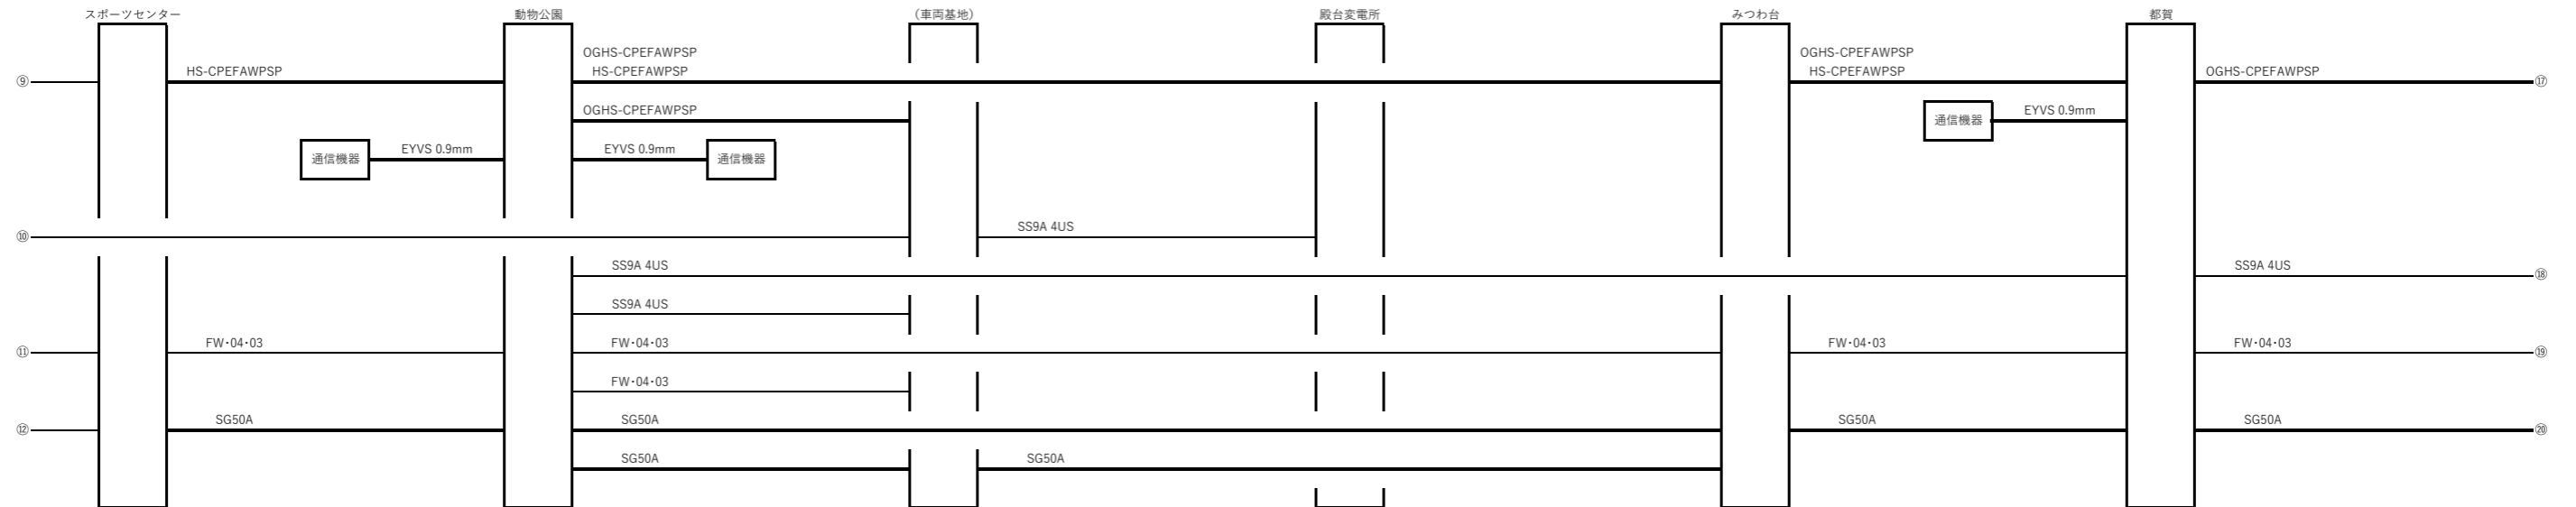 スポーツセンター
動物公園
(車両基地)
殿台変電所
みつわ台
都賀
OGHS-CPEFAWPSP
OGHS-CPEFAWPSP
⑨
HS-CPEFAWPSP
HS-CPEFAWPSP
HS-CPEFAWPSP
OGHS-CPEFAWPSP
⑰
OGHS-CPEFAWPSP
通信機器
EYVS 0.9mm
通信機器
EYVS 0.9mm
EYVS 0.9mm
通信機器
⑩
SS9A 4US
SS9A 4US
SS9A 4US
⑱
SS9A 4US
⑪
FW・04・03
FW・04・03
FW・04・03
FW・04・03
⑲
FW・04・03
⑫
SG50A
SG50A
SG50A
SG50A
⑳
SG50A
SG50A